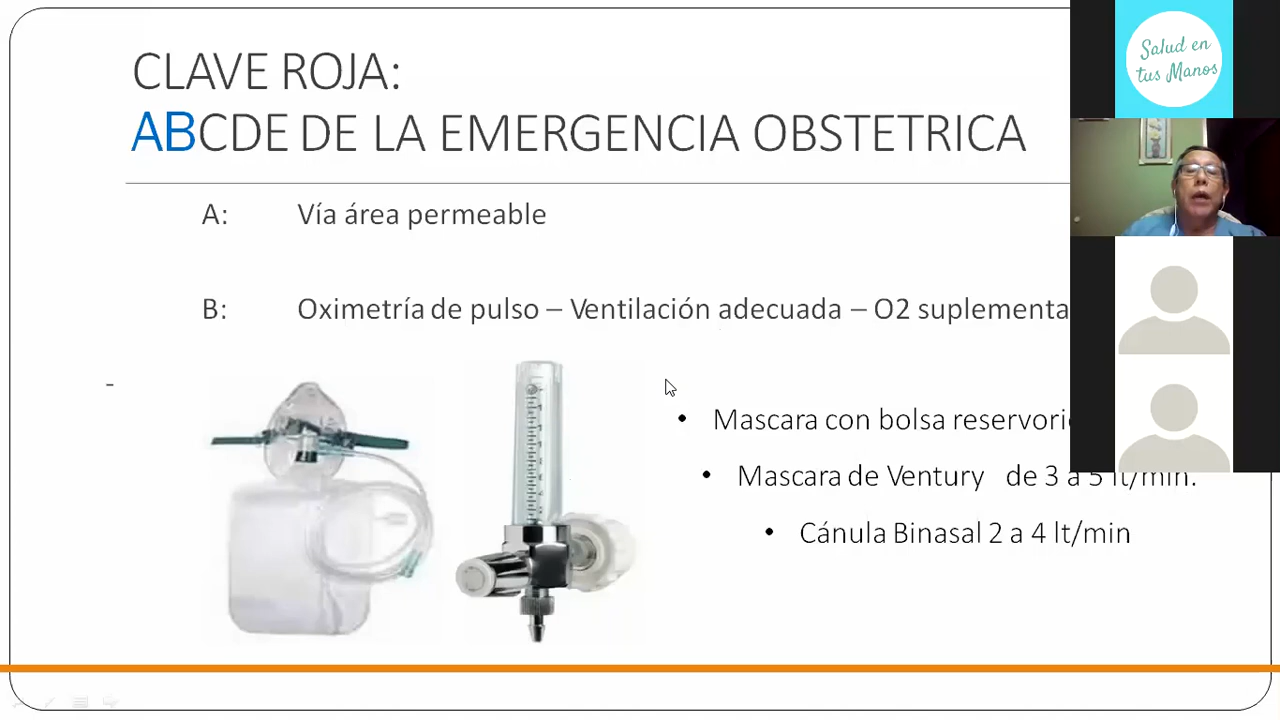 CLAVE ROJA:
ABCDE DE LA EMERGENCIA OBSTETRICA
A: Vía área permeable
B: Oximetría de pulso – Ventilación adecuada – O2 suplementa
-
• Mascara con bolsa reservori
• Mascara de Ventury de 3 a 5 lt/min.
• Cánula Binasal 2 a 4 lt/min
Salud en
tus Manos